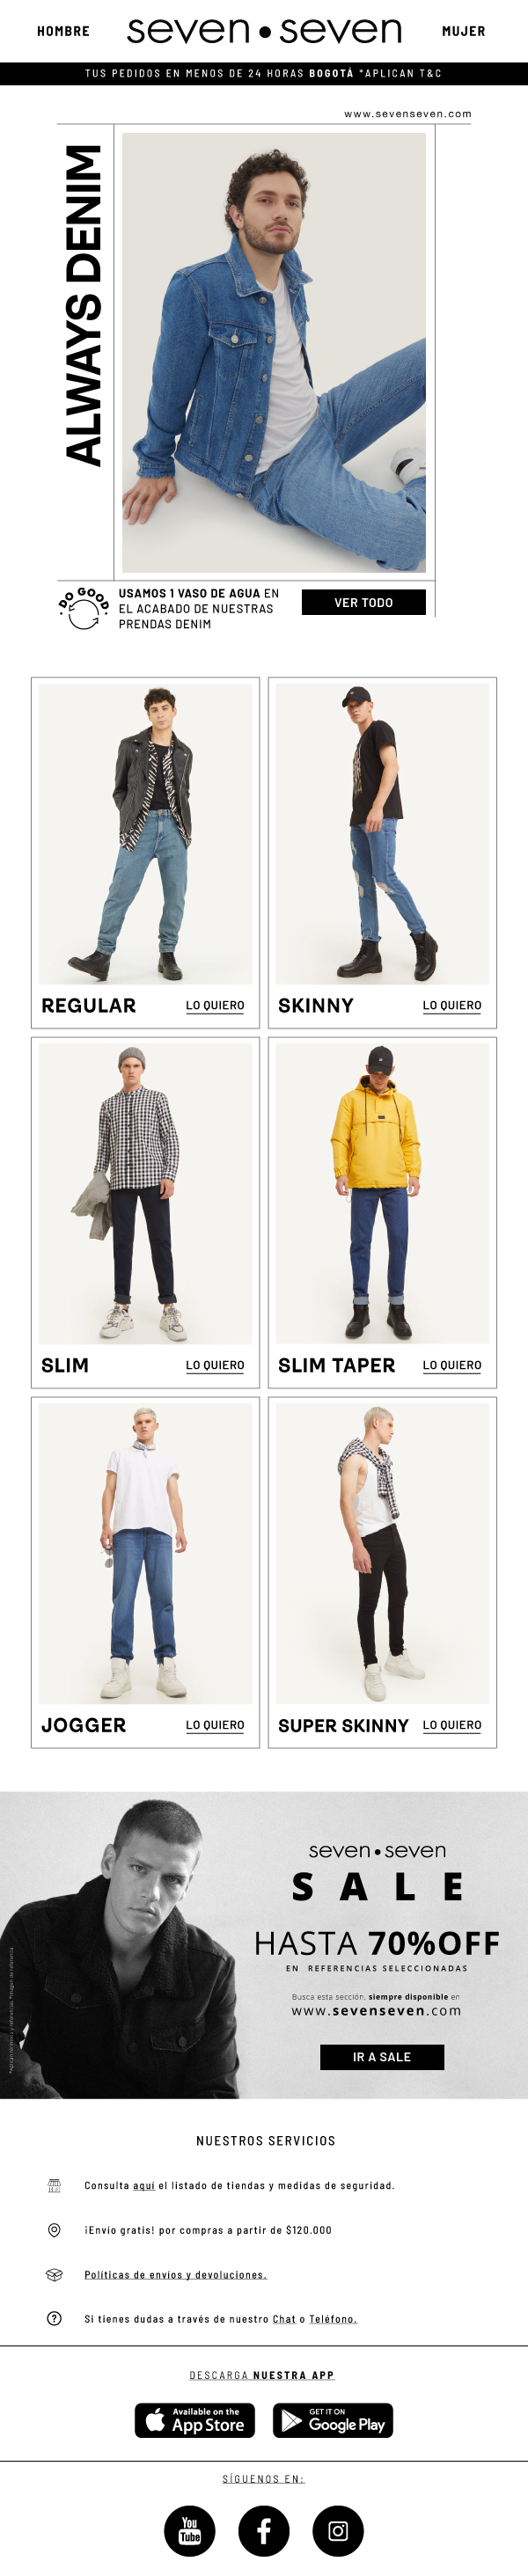 HOMBRE
seven•seven
MUJER
TUS PEDIDOS EN MENOS DE 24 HORAS BOGOTÁ *APLICAN T&C
www.sevenseven.com
ALWAYS DENIM
DO GOOD
USAMOS 1 VASO DE AGUA EN
EL ACABADO DE NUESTRAS
PRENDAS DENIM
VER TODO
REGULAR
LO QUIERO
SKINNY
LO QUIERO
SLIM
LO QUIERO
SLIM TAPER
LO QUIERO
JOGGER
LO QUIERO
SUPER SKINNY
LO QUIERO
seven•seven
SALE
HASTA 70%OFF
EN REFERENCIAS SELECCIONADAS
Busca esta sección, siempre disponible en
www.sevenseven.com
IR A SALE
NUESTROS SERVICIOS
Consulta aquí el listado de tiendas y medidas de seguridad.
¡Envío gratis! por compras a partir de $120.000
Políticas de envíos y devoluciones.
Si tienes dudas a través de nuestro Chat o Teléfono.
DESCARGA NUESTRA APP
Available on the
App Store
GET IT ON
Google Play
SÍGUENOS EN:
You
Tube